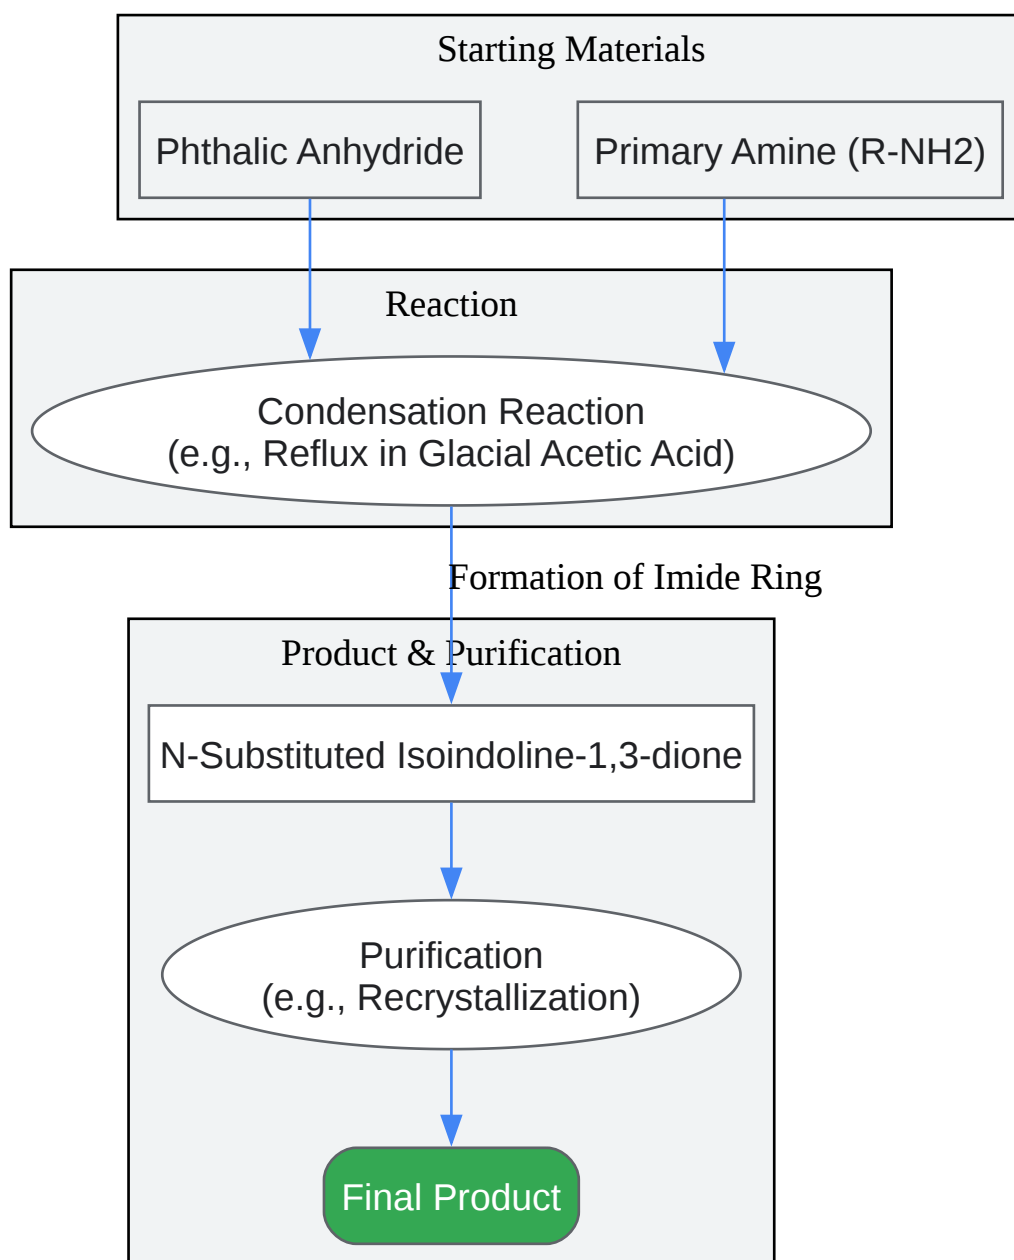 Starting Materials
Phthalic Anhydride
Primary Amine (R-NH2)
Reaction
Condensation Reaction
(e.g., Reflux in Glacial Acetic Acid)
Formation of Imide Ring
Product & Purification
N-Substituted Isoindoline-1,3-dione
Purification
(e.g., Recrystallization)
Final Product